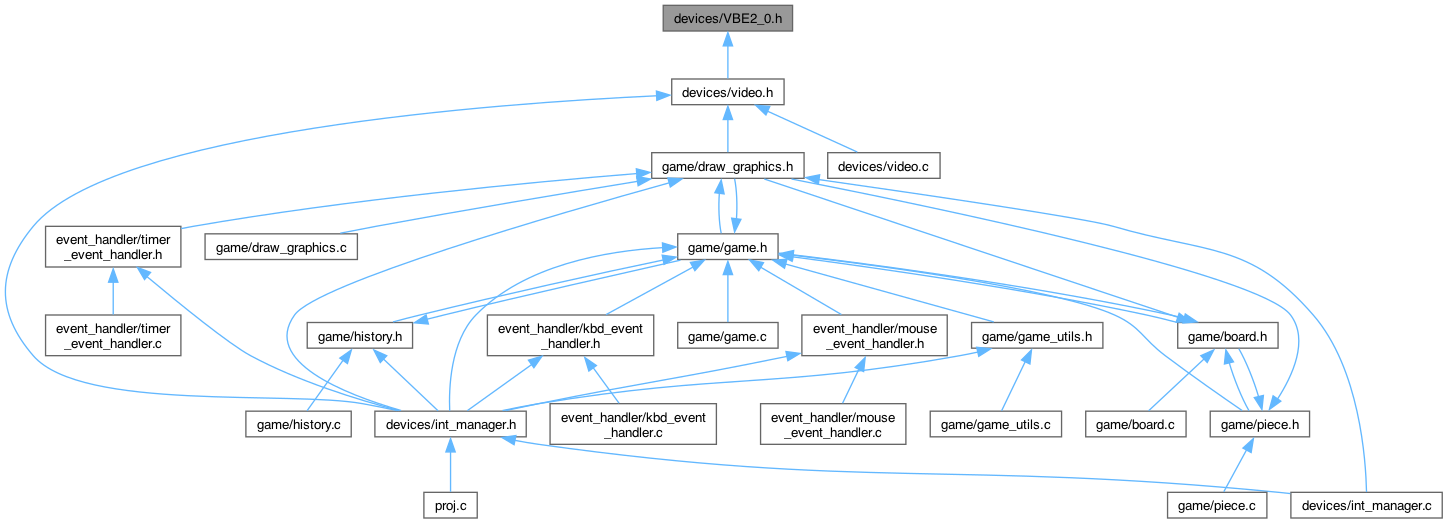 devices/VBE2_0.h
devices/video.h
game/draw_graphics.h
devices/video.c
event_handler/timer
_event_handler.h
game/draw_graphics.c
game/game.h
event_handler/timer
_event_handler.c
game/history.h
event_handler/kbd_event
_handler.h
game/game.c
event_handler/mouse
_event_handler.h
game/game_utils.h
game/board.h
game/history.c
devices/int_manager.h
event_handler/kbd_event
_handler.c
event_handler/mouse
_event_handler.c
game/game_utils.c
game/board.c
game/piece.h
proj.c
game/piece.c
devices/int_manager.c